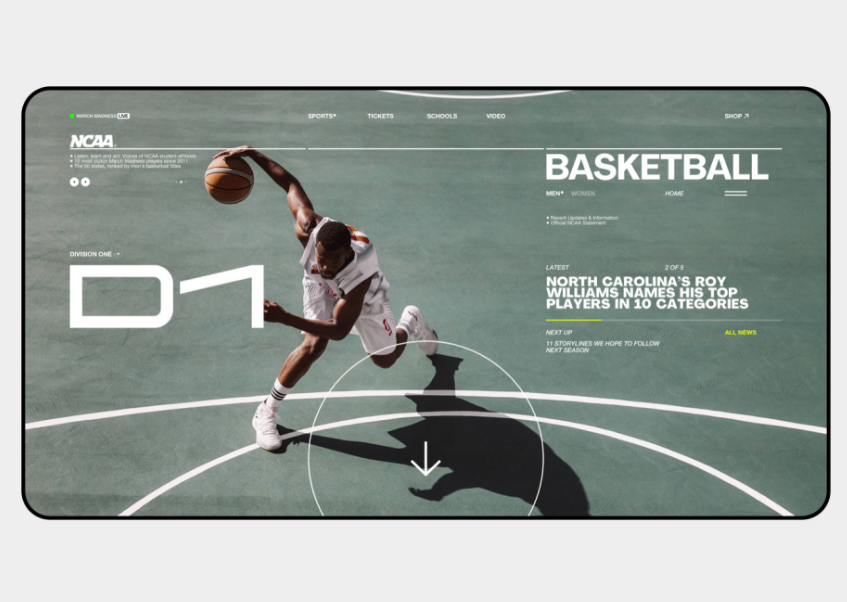 MARCH MADNESS LIVE
SPORTS
TICKETS
SCHOOLS
VIDEO
SHOP
NCAA
Listen, learn and act: Voices of NCAA student-athletes
12 most clutch March Madness players since 2011
The 50 states, ranked by men's basketball titles
BASKETBALL
MEN
WOMEN
HOME
Recent Updates & Information
Official NCAA Statement
DIVISION ONE
D1
LATEST
2 OF 5
NORTH CAROLINA'S ROY
WILLIAMS NAMES HIS TOP
PLAYERS IN 10 CATEGORIES
NEXT UP
ALL NEWS
11 STORYLINES WE HOPE TO FOLLOW
NEXT SEASON